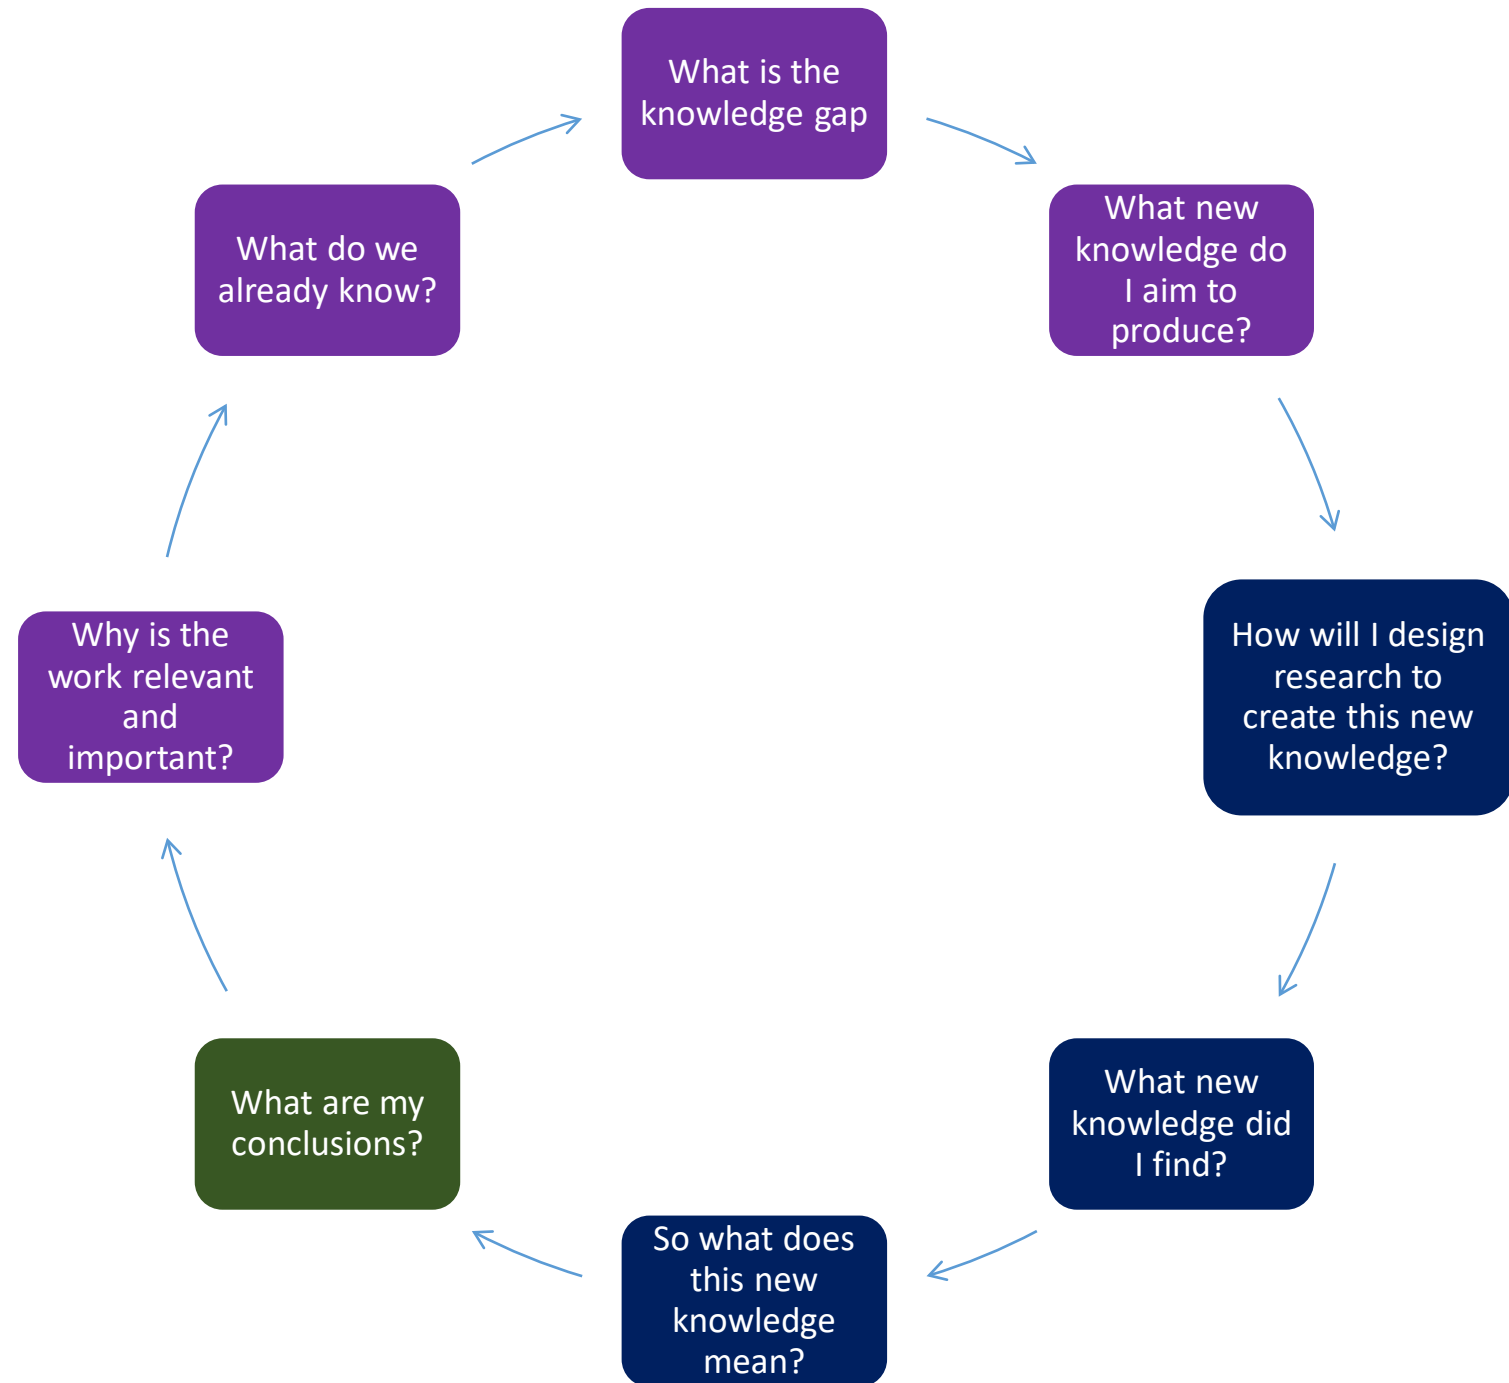 What is the
knowledge gap
What new
knowledge do
I aim to
produce?
How will I design
research to
create this new
knowledge?
What new
knowledge did
I find?
So what does
this new
knowledge
mean?
What are my
conclusions?
Why is the
work relevant
and
important?
What do we
already know?